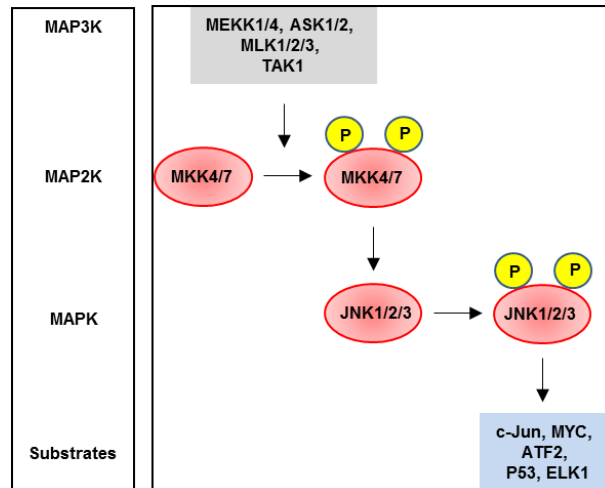 MAP3K
MEKK1/4, ASK1/2,
MLK1/2/3,
TAK1
P
P
MAP2K
MKK4/7
MKK4/7
P
P
MAPK
JNK1/2/3
JNK1/2/3
Substrates
c-Jun, MYC,
ATF2,
P53, ELK1